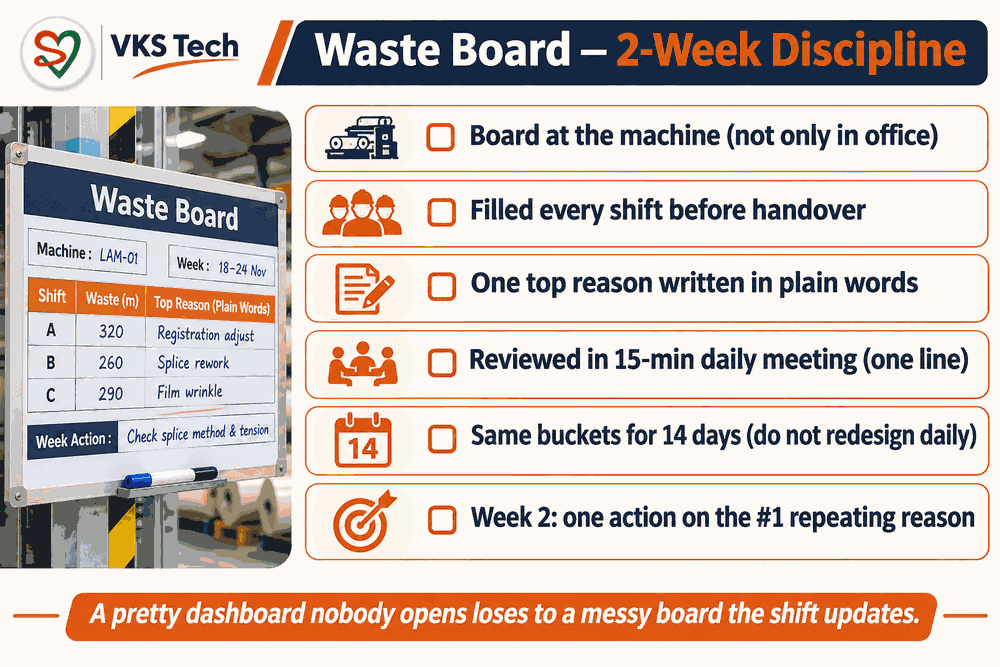 VKS Tech
Waste Board – 2-Week Discipline
Waste Board
Machine : LAM-01
Week : 18–24 Nov
Shift Waste (m) Top Reason (Plain Words)
A 320 Registration adjust
B 260 Splice rework
C 290 Film wrinkle
Week Action : Check splice method & tension
Board at the machine (not only in office)
Filled every shift before handover
One top reason written in plain words
Reviewed in 15-min daily meeting (one line)
14
Same buckets for 14 days (do not redesign daily)
Week 2: one action on the #1 repeating reason
A pretty dashboard nobody opens loses to a messy board the shift updates.